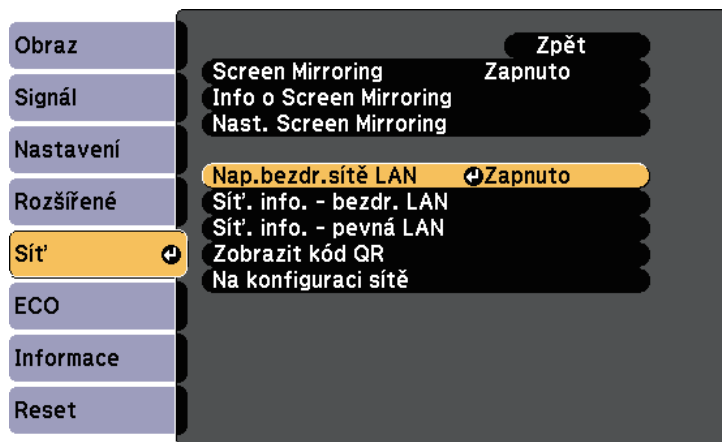 Obraz
Signál
Nastavení
Rozšířené
Síť
ECO
Informace
Reset
Zpět
Screen Mirroring Zapnuto
Info o Screen Mirroring
Nast. Screen Mirroring
Nap.bezdr.sítě LAN Zapnuto
Síť. info. - bezdr. LAN
Síť. info. - pevná LAN
Zobrazit kód QR
Na konfiguraci sítě